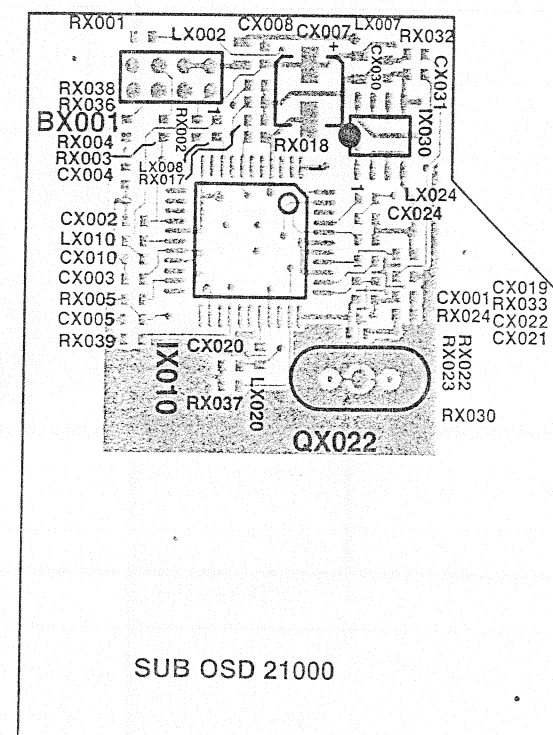 RX001
LX002
CX008
CX007
LX007
RX032
RX038
RX036
BX001
RX004
RX003
CX004
RX002
LX008
RX017
1
+
RX018
CX030
CX031
IX030
1
LX024
CX024
CX002
LX010
CX010
CX003
RX005
CX005
RX039
CX019
CX001 RX033
RX024 CX022
CX021
CX020
IX010
RX037
LX020
RX022
RX023
RX030
QX022
SUB OSD 21000